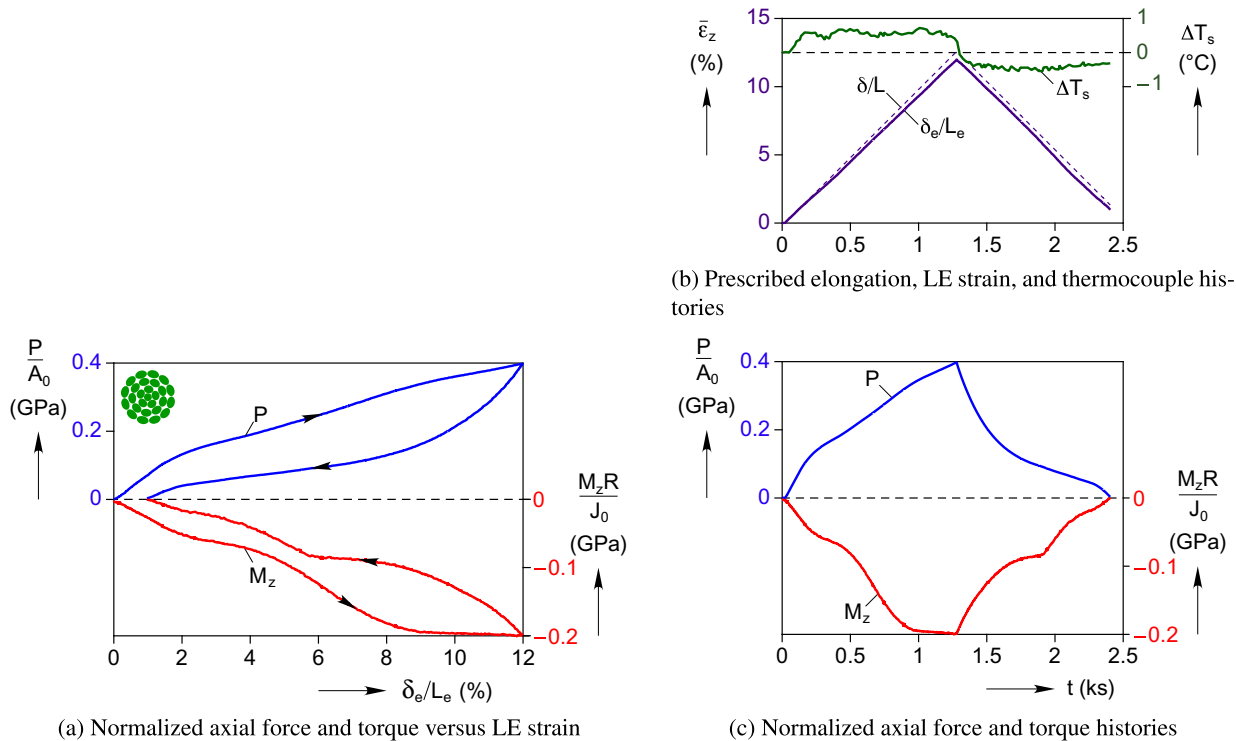 ε̄z
(%)
15
10
5
0
1
0
−1
ΔTs
(°C)
δ/L
δe/Le
ΔTs
0
0.5
1
1.5
2
2.5
(b) Prescribed elongation, LE strain, and thermocouple his-
tories
P
A0
(GPa)
0.4
0.2
0
P
Mz
MzR
J0
(GPa)
0
−0.1
−0.2
0
2
4
6
8
10
12
δe/Le (%)
(a) Normalized axial force and torque versus LE strain
P
A0
(GPa)
0.4
0.2
0
P
Mz
MzR
J0
(GPa)
0
−0.1
−0.2
0
0.5
1
1.5
2
2.5
t (ks)
(c) Normalized axial force and torque histories